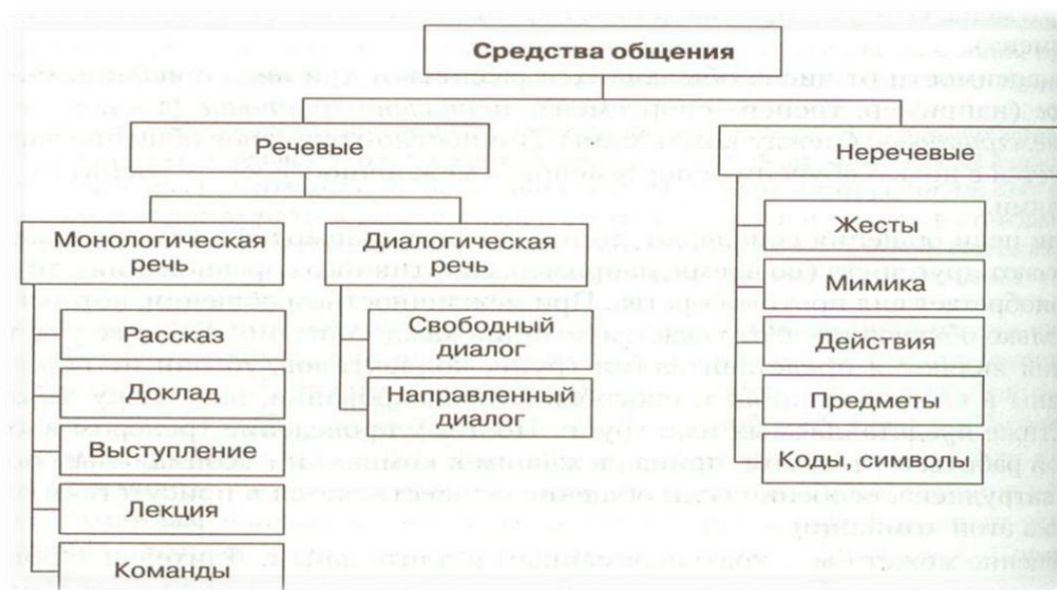 Средства общения
Речевые
Неречевые
Монологическая
речь
Диалогическая
речь
Рассказ
Доклад
Выступление
Лекция
Команды
Свободный
диалог
Направленный
диалог
Жесты
Мимика
Действия
Предметы
Коды, символы